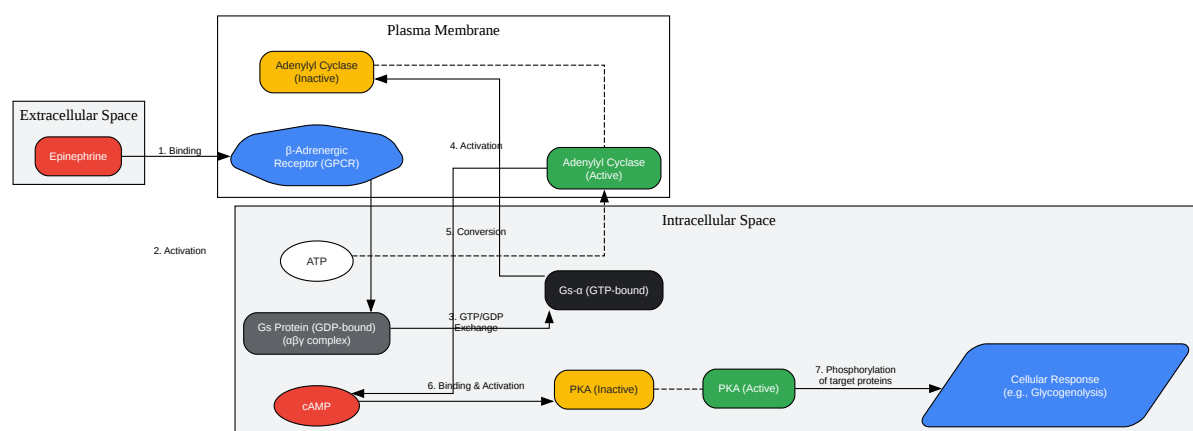 Plasma Membrane
Adenylyl Cyclase
(Inactive)
Extracellular Space
Epinephrine
1. Binding
β-Adrenergic
Receptor (GPCR)
4. Activation
Adenylyl Cyclase
(Active)
Intracellular Space
2. Activation
5. Conversion
ATP
Gs-α (GTP-bound)
Gs Protein (GDP-bound)
(αβγ complex)
3. GTP/GDP
Exchange
cAMP
6. Binding & Activation
PKA (Inactive)
PKA (Active)
7. Phosphorylation
of target proteins
Cellular Response
(e.g., Glycogenolysis)